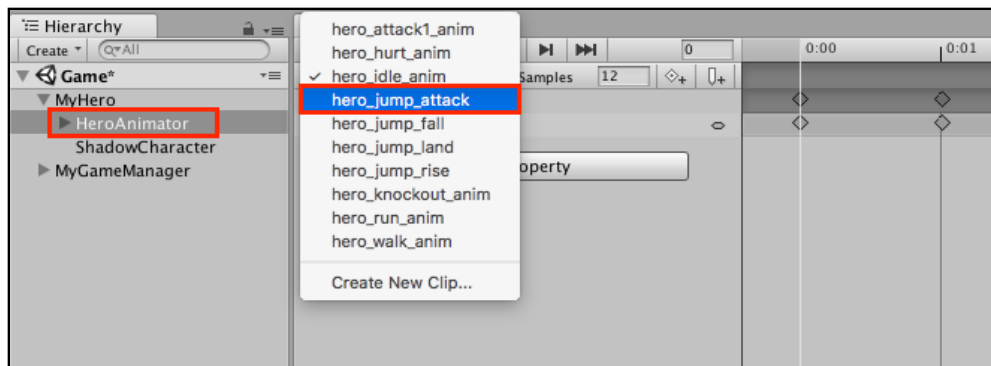 Hierarchy
Create
All
Game*
MyHero
HeroAnimator
ShadowCharacter
MyGameManager
hero_attack1_anim
hero_hurt_anim
hero_idle_anim
hero_jump_attack
hero_jump_fall
hero_jump_land
hero_jump_rise
hero_knockout_anim
hero_run_anim
hero_walk_anim
Create New Clip...
0
Samples 12
operty
0:00 0:01